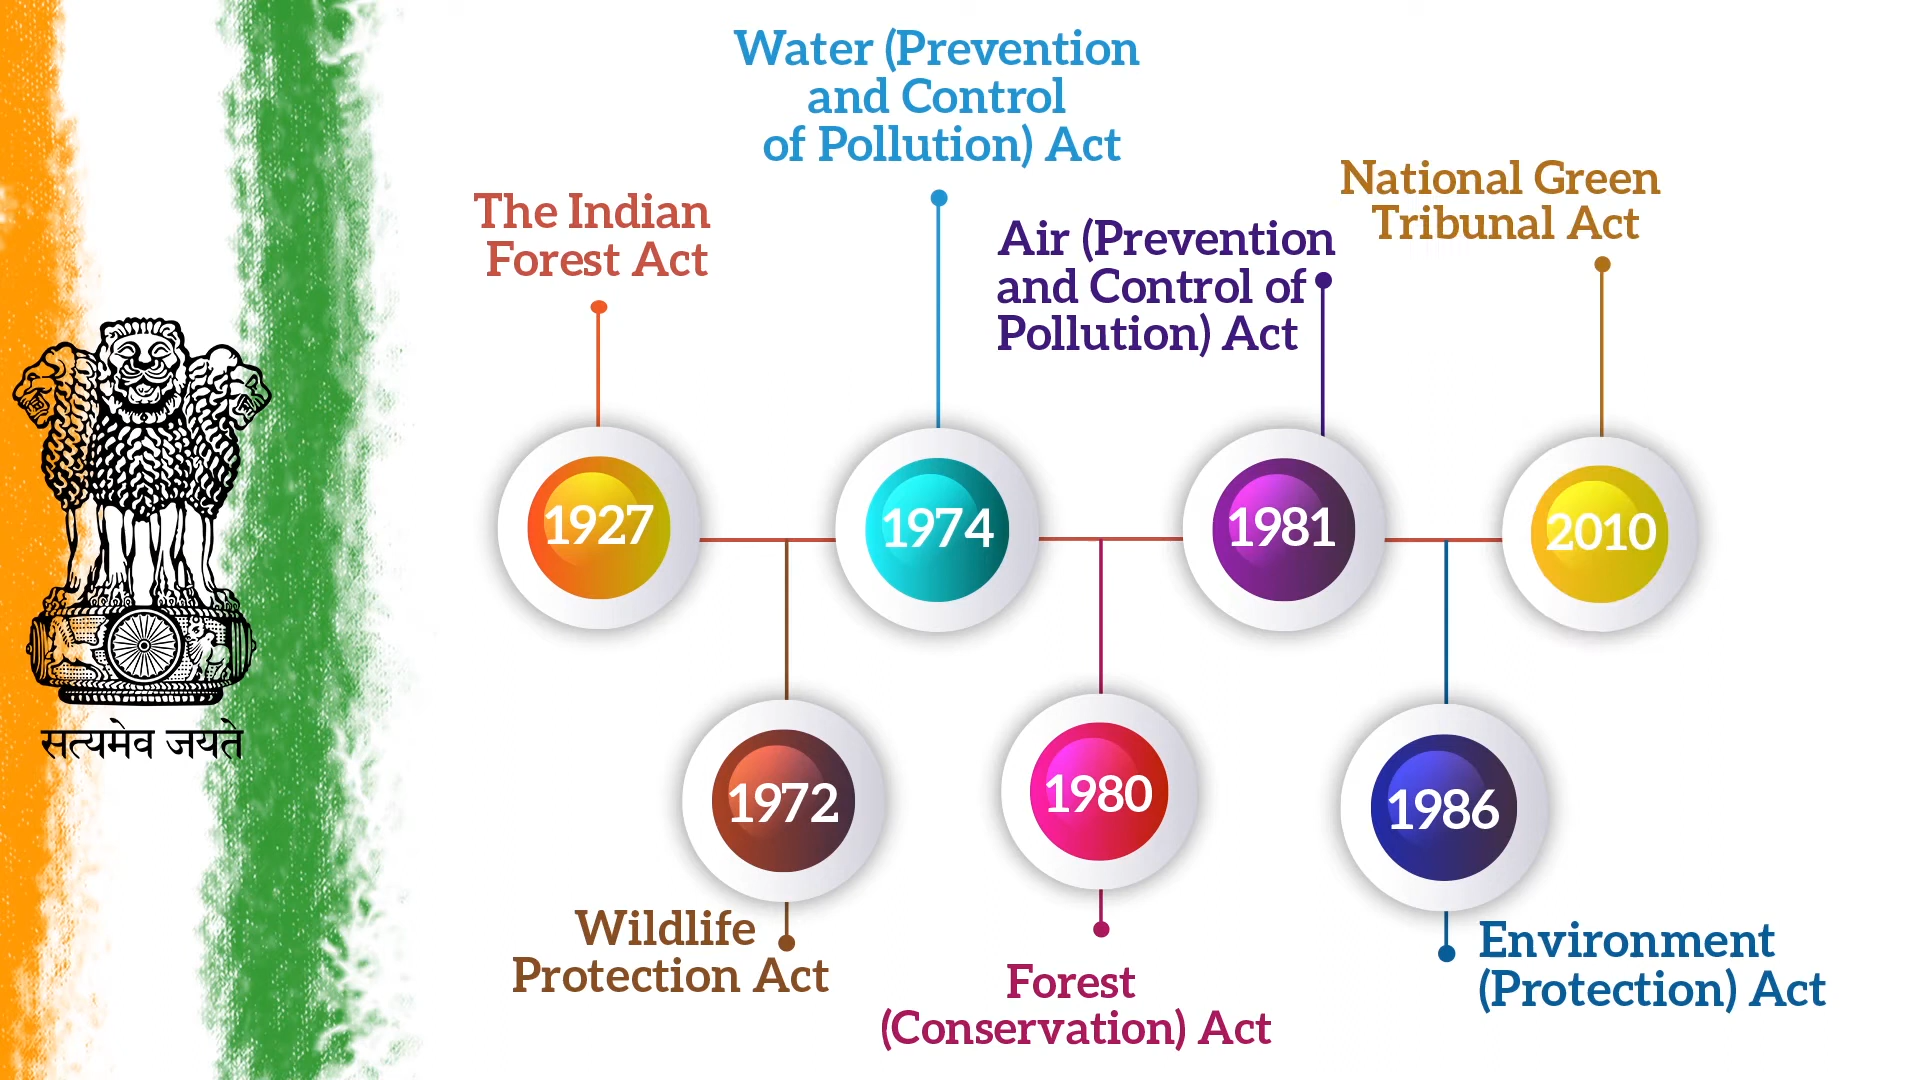 सत्यमेव जयते
The Indian
Forest Act
1927
Wildlife
Protection Act
1972
Water (Prevention
and Control
of Pollution) Act
1974
Forest
(Conservation) Act
1980
Air (Prevention
and Control of
Pollution) Act
1981
Environment
(Protection) Act
1986
National Green
Tribunal Act
2010